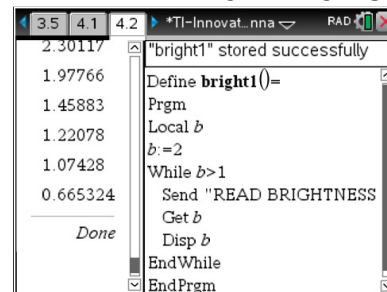 3.5 4.1 4.2 *TI-Innovat…nna RAD
2.30117
1.97766
1.45883
1.22078
1.07428
0.665324
Done
"bright1" stored successfully
Define bright1()=
Prgm
Local b
b:=2
While b>1
Send "READ BRIGHTNESS
Get b
Disp b
EndWhile
EndPrgm